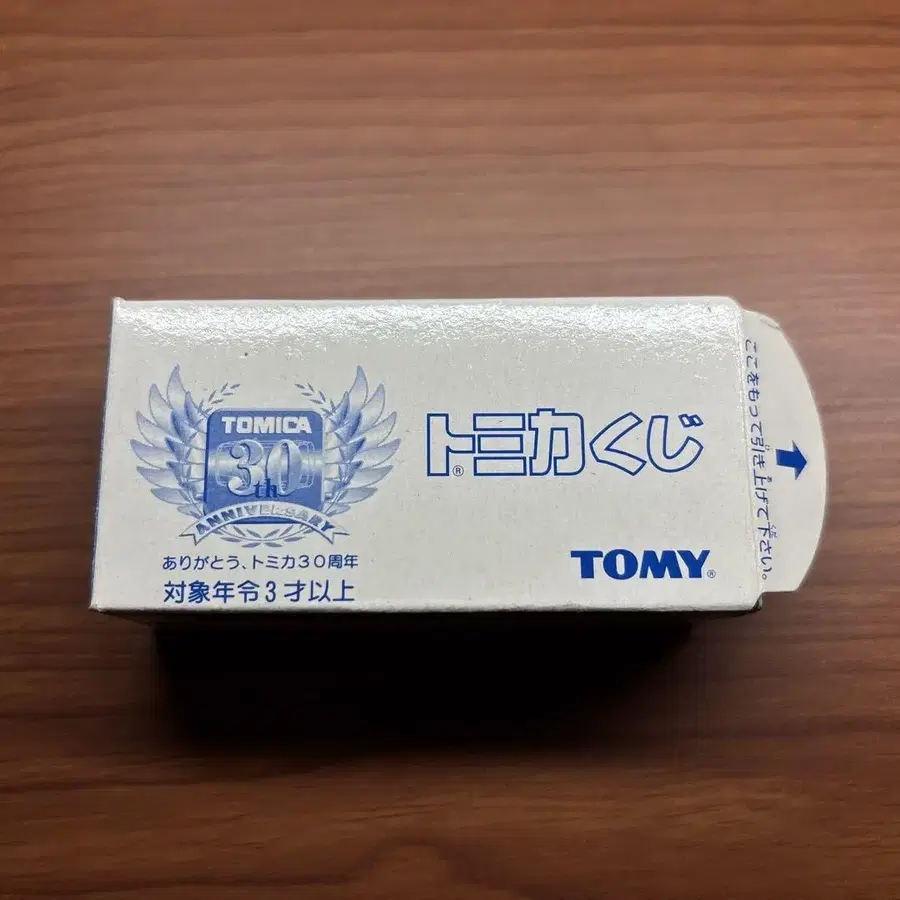 TOMICA
30th
ANNIVERSARY
ありがとう、トミカ30周年
対象年令3才以上
トミカくじ
®
TOMY®
ここをもって引き上げて下さい。